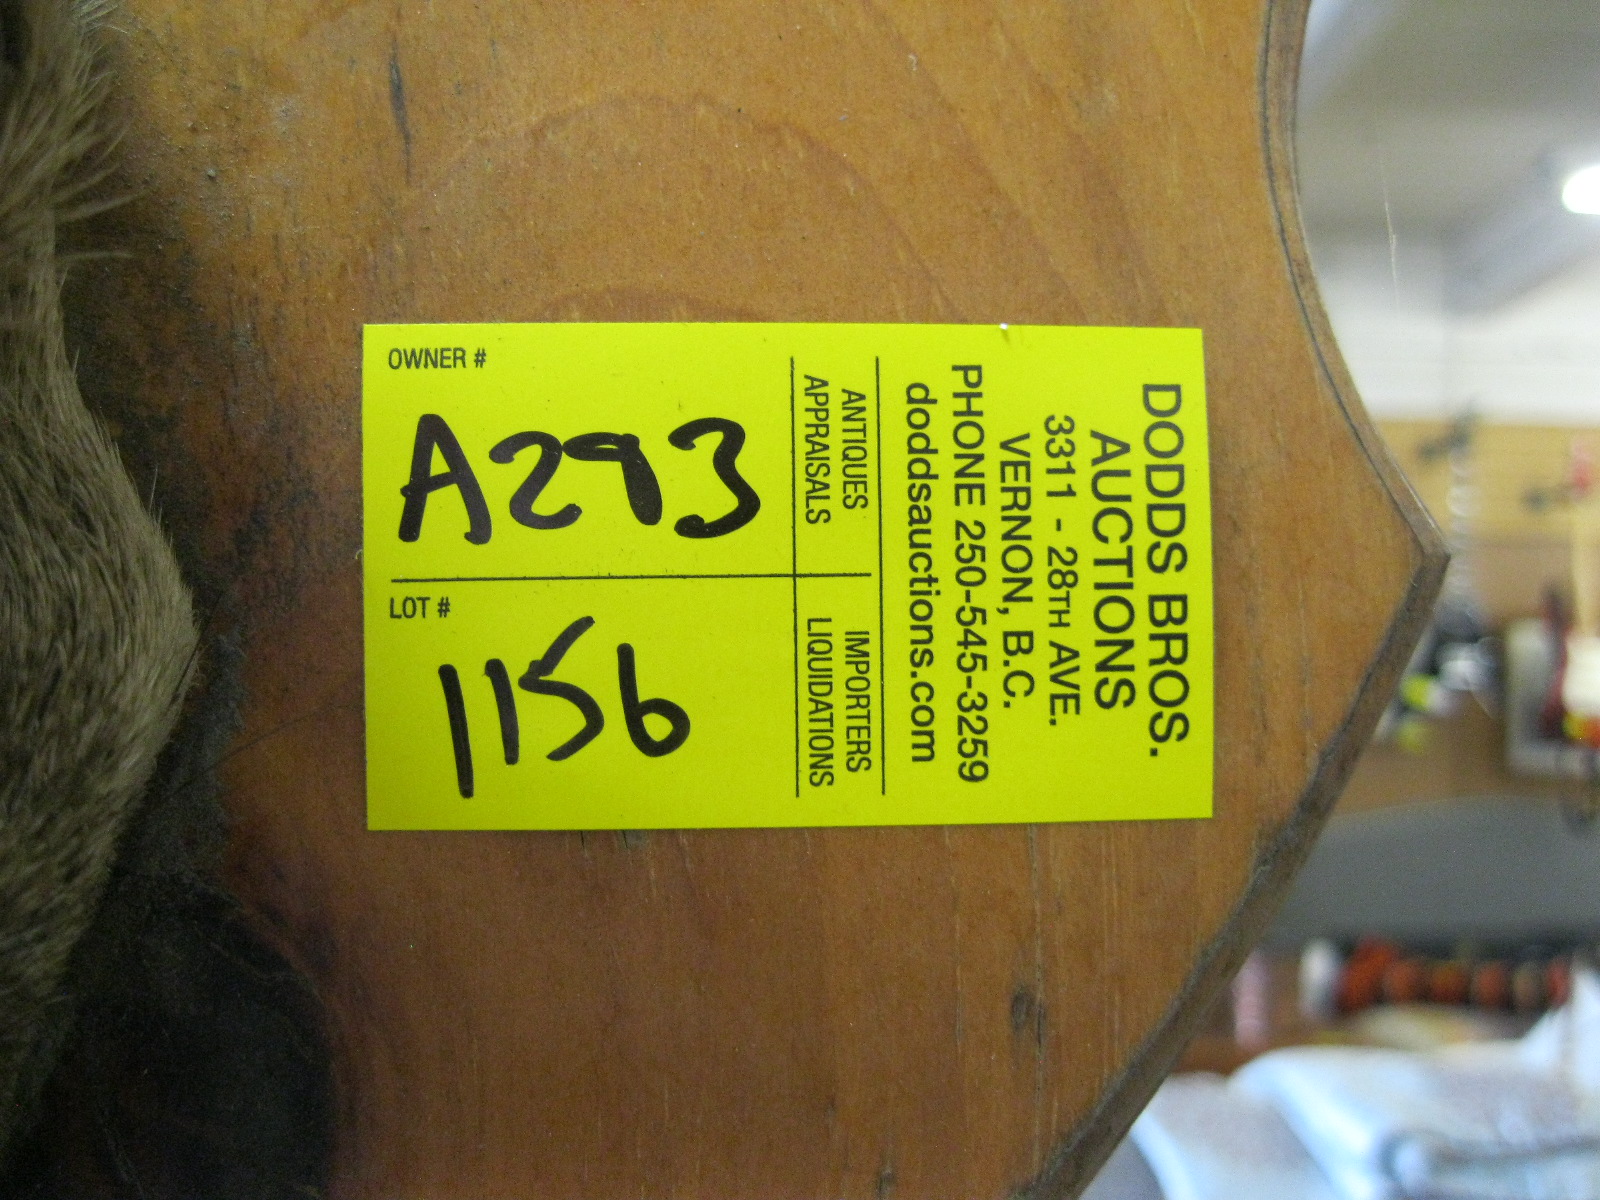 DODDS BROS.
AUCTIONS
3311 - 28TH AVE.
VERNON, B.C.
PHONE 250-545-3259
doddsauctions.com
ANTIQUES
APPRAISALS
IMPORTERS
LIQUIDATIONS
OWNER #
A293
LOT #
1156